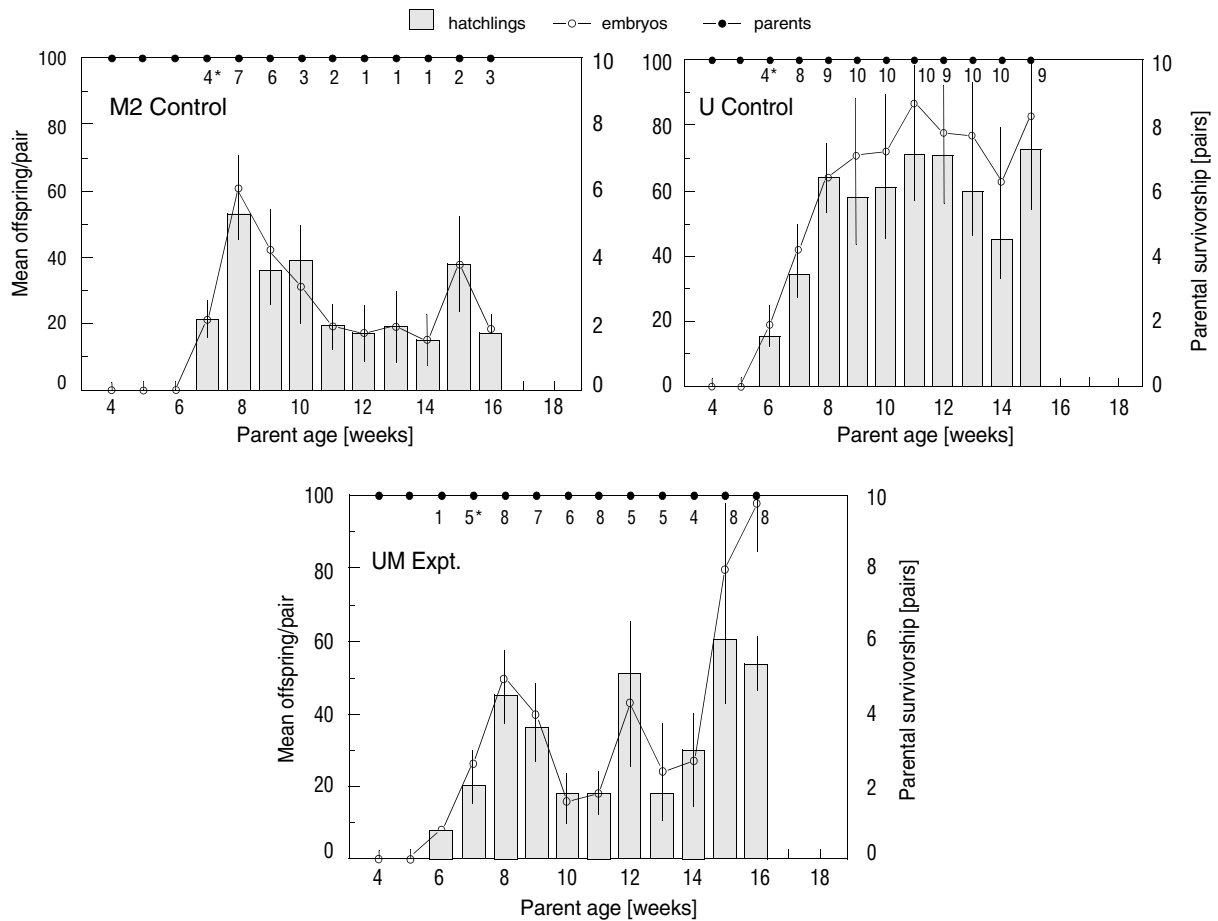 hatchlings embryos parents
100 10
4* 7 6 3 2 1 1 1 2 3
M2 Control
80 8
60 6
40 4
20 2
0 0
4 6 8 10 12 14 16 18
Parent age [weeks]
Mean offspring/pair
100 10
4* 8 9 10 10 10 9 10 10 9
U Control
80 8
60 6
40 4
20 2
0 0
4 6 8 10 12 14 16 18
Parent age [weeks]
Parental survivorship [pairs]
100 10
1 5* 8 7 6 8 5 5 4 8 8
UM Expt.
80 8
60 6
40 4
20 2
0 0
4 6 8 10 12 14 16 18
Parent age [weeks]
Mean offspring/pair
Parental survivorship [pairs]